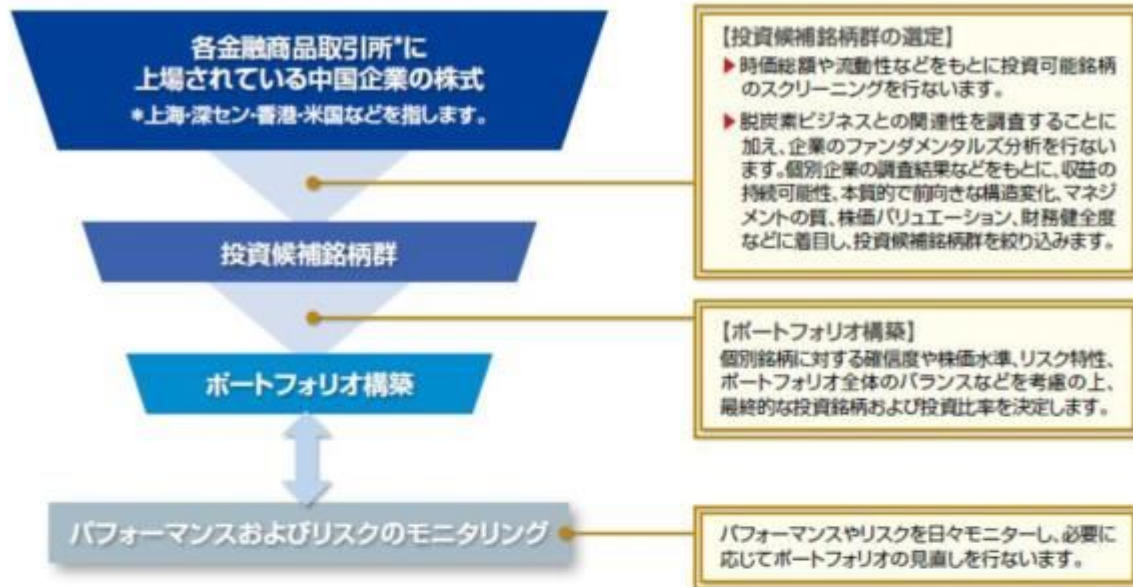 各金融商品取引所*に
上場されている中国企業の株式
*上海・深セン・香港・米国などを指します。
【投資候補銘柄群の選定】
▶時価総額や流動性などをもとに投資可能銘柄
のスクリーニングを行ないます。
▶脱炭素ビジネスとの関連性を調査することに
加え、企業のファンダメンタルズ分析を行ない
ます。個別企業の調査結果などをもとに、収益の
持続可能性、本質的で前向きな構造変化、マネジ
メントの質、株価バリュエーション、財務健全度
などに着目し、投資候補銘柄群を絞り込みます。
投資候補銘柄群
【ポートフォリオ構築】
個別銘柄に対する確信度や株価水準、リスク特性、
ポートフォリオ全体のバランスなどを考慮の上、
最終的な投資銘柄および投資比率を決定します。
ポートフォリオ構築
パフォーマンスおよびリスクのモニタリング
パフォーマンスやリスクを日々モニターし、必要に
応じてポートフォリオの見直しを行ないます。